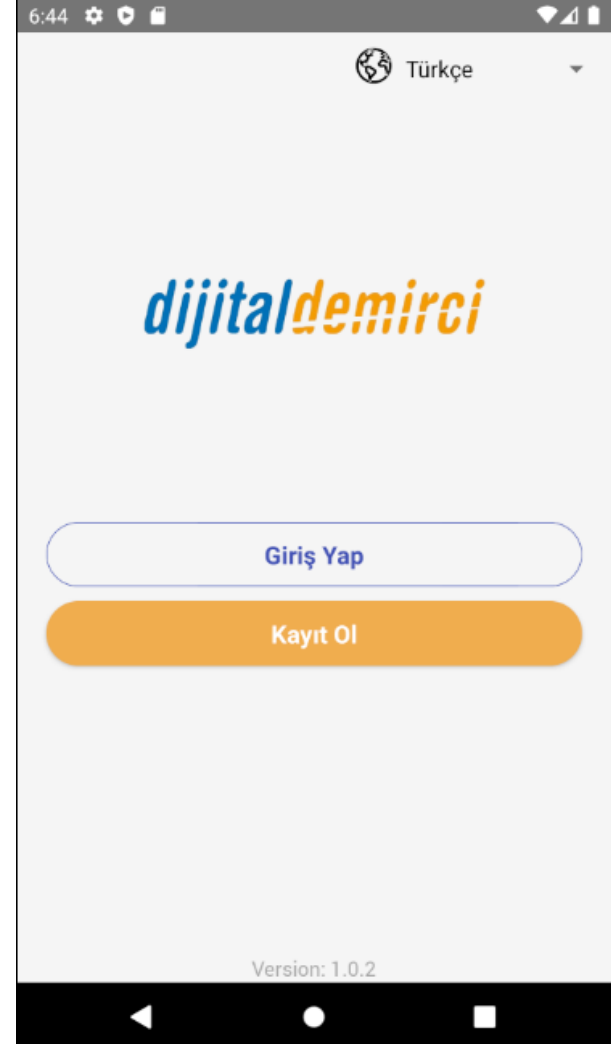 6:44
Türkçe
dijitaldemirci
Giriş Yap
Kayıt Ol
Version: 1.0.2